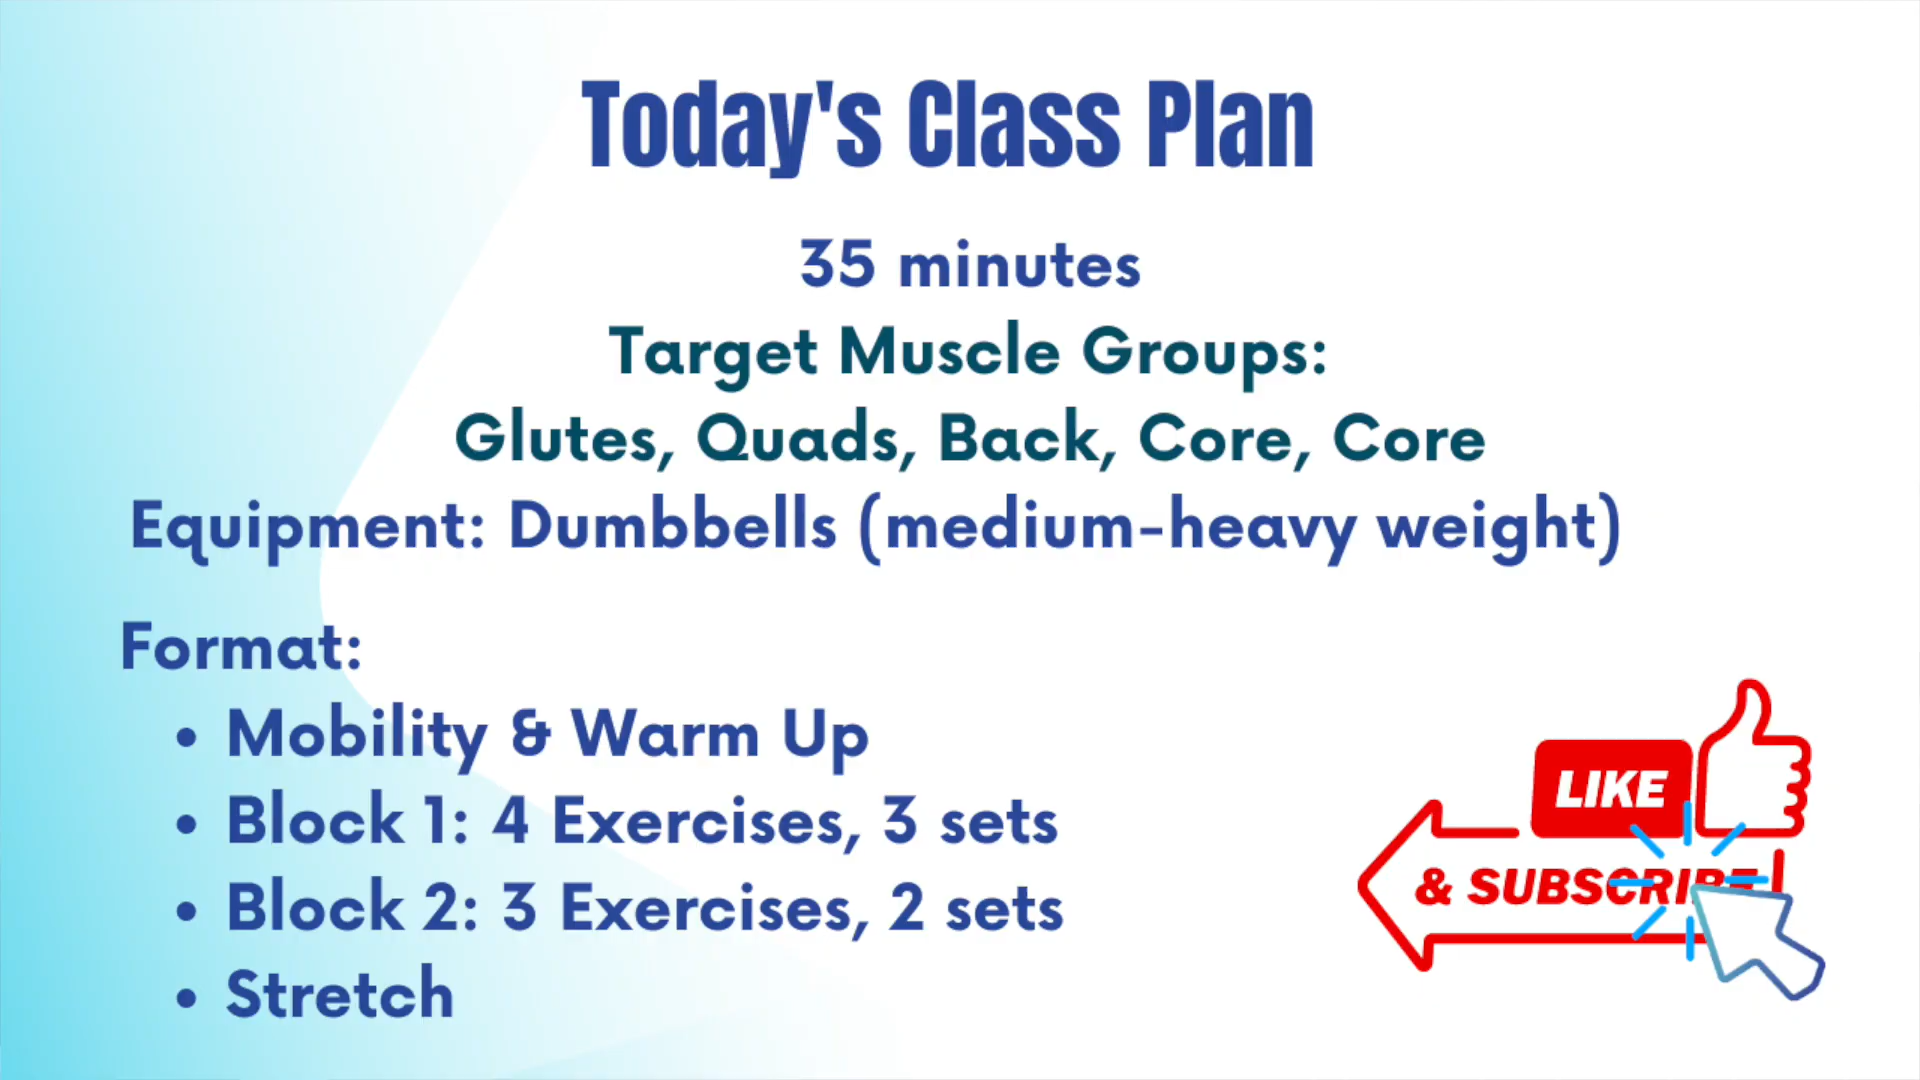 Today's Class Plan
35 minutes
Target Muscle Groups:
Glutes, Quads, Back, Core, Core
Equipment: Dumbbells (medium-heavy weight)
Format:
• Mobility & Warm Up
• Block 1: 4 Exercises, 3 sets
• Block 2: 3 Exercises, 2 sets
• Stretch
LIKE
& SUBSCRIBE